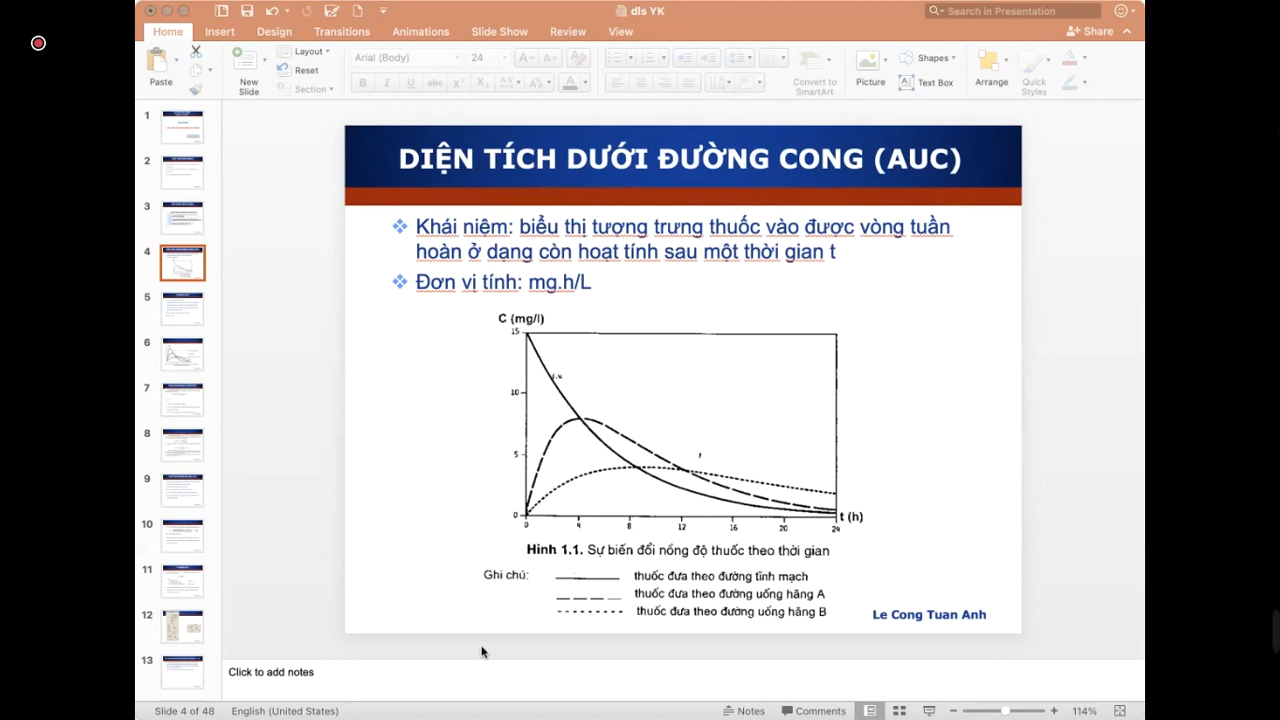 dls YK
Search in Presentation
Home Insert Design Transitions Animations Slide Show Review View
Share
Paste
New
Slide
Layout
Reset
Section
Arial (Body) 24
B I U abc X² X₂ AV Aa A
Convert to
SmartArt
Picture
Shapes
Text Box
Arrange
Quick
Styles
1
2
3
4
5
6
7
8
9
10
11
12
13
DIỆN TÍCH DƯỚI ĐƯỜNG CONG (AUC)
Khái niệm: biểu thị tượng trưng thuốc vào được vòng tuần
hoàn ở dạng còn hoạt tính sau một thời gian t
Đơn vị tính: mg.h/L
C (mg/l)
15
10
5
0
0 4 8 12 16 20 24
t (h)
Hình 1.1. Sự biến đổi nồng độ thuốc theo thời gian
Ghi chú:
thuốc đưa theo đường tĩnh mạch
thuốc đưa theo đường uống hãng A
thuốc đưa theo đường uống hãng B
Le Cong Tuan Anh
Click to add notes
Slide 4 of 48 English (United States)
Notes Comments 114%